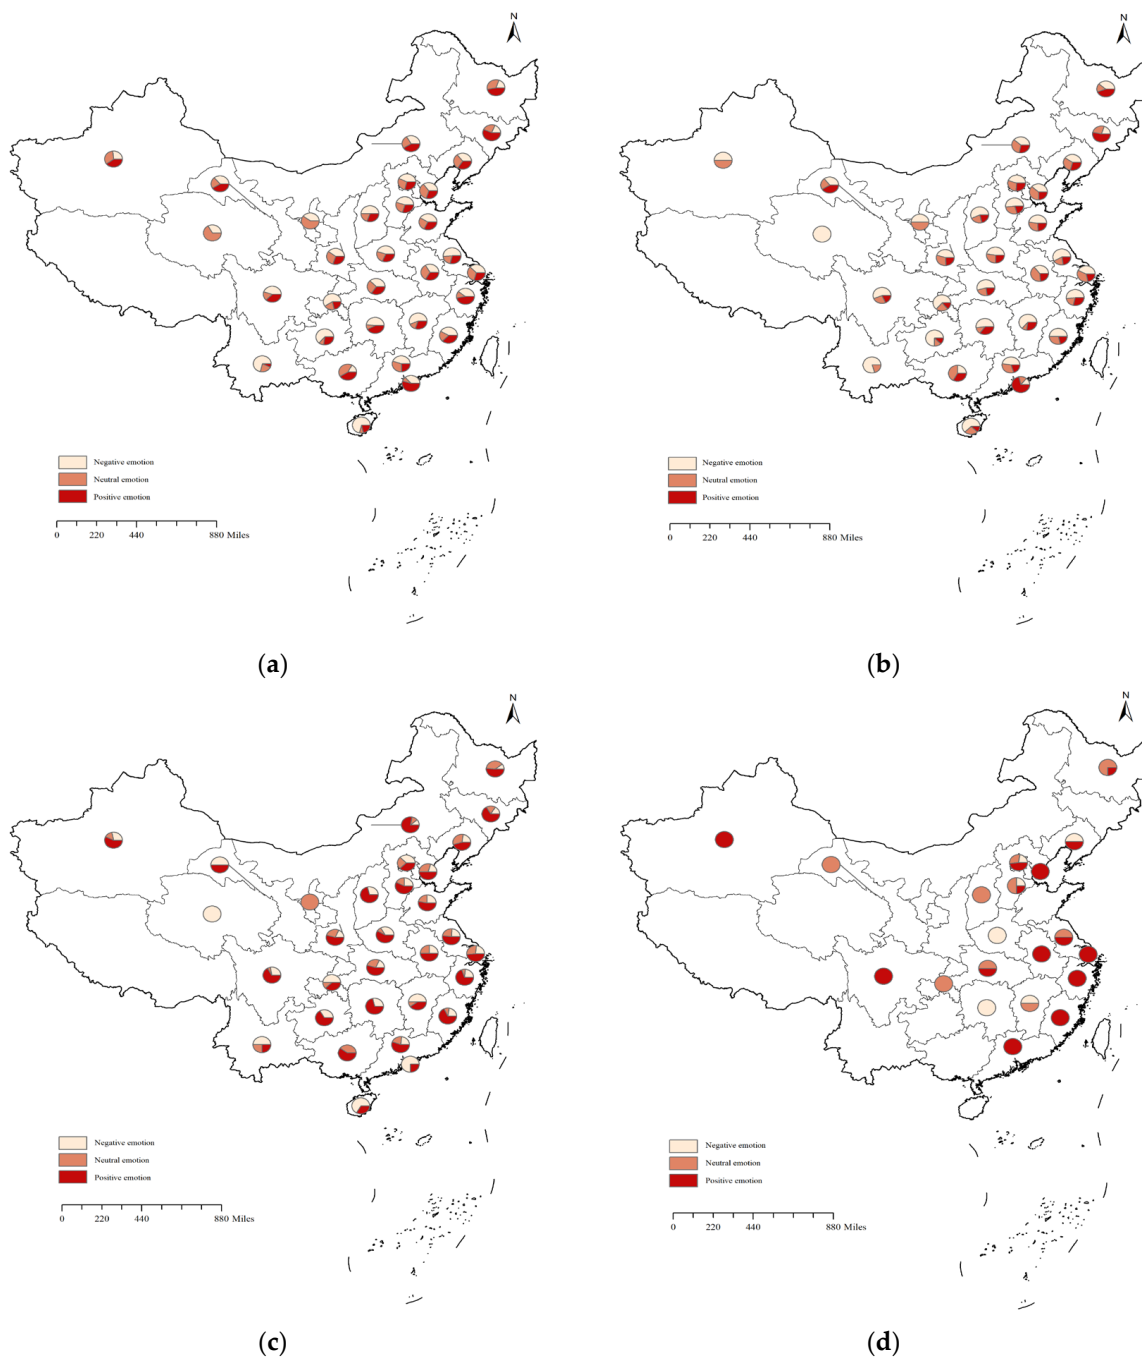 N
N
Negative emotion
Neutral emotion
Positive emotion
0 220 440 880 Miles
Negative emotion
Neutral emotion
Positive emotion
0 220 440 880 Miles
(a)
(b)
N
N
Negative emotion
Neutral emotion
Positive emotion
0 220 440 880 Miles
Negative emotion
Neutral emotion
Positive emotion
0 220 440 880 Miles
(c)
(d)